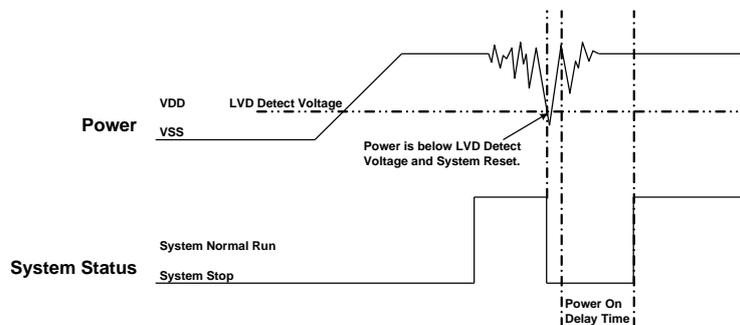 VDD
LVD Detect Voltage
Power
VSS
Power is below LVD Detect
Voltage and System Reset.
System Normal Run
System Status
System Stop
Power On
Delay Time